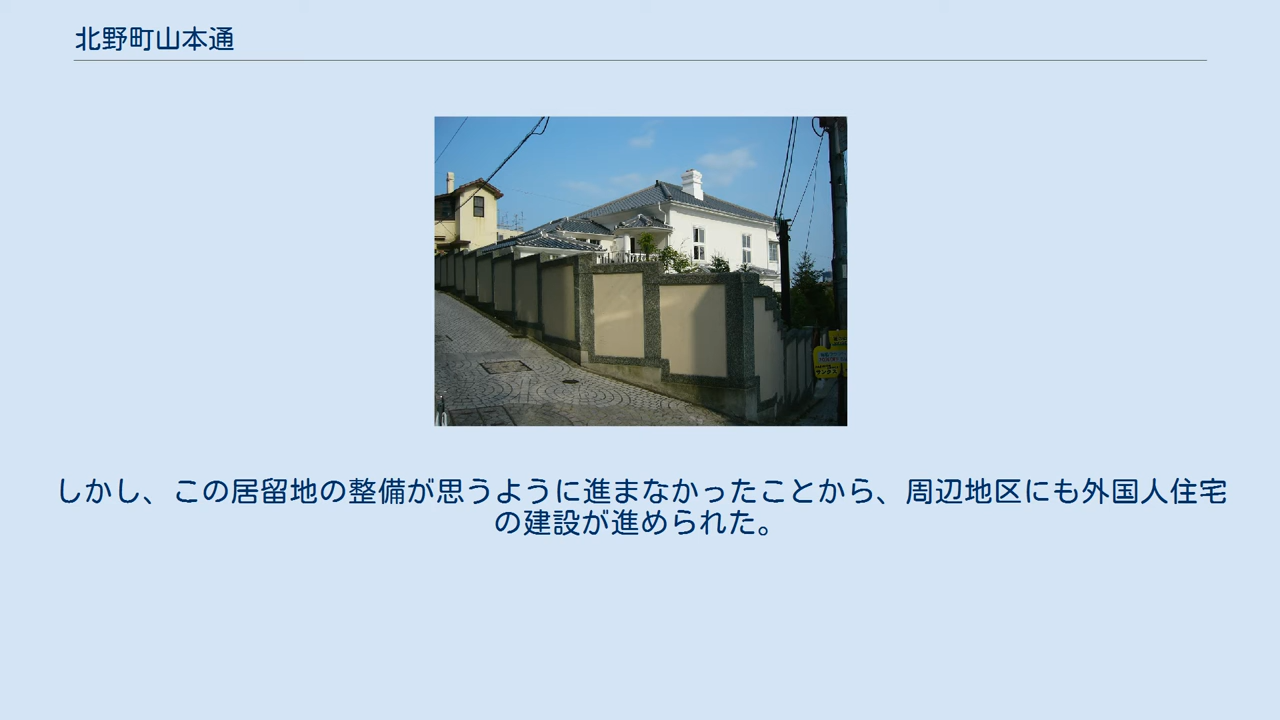 北野町山本通
しかし、この居留地の整備が思うように進まなかったことから、周辺地区にも外国人住宅
の建設が進められた。